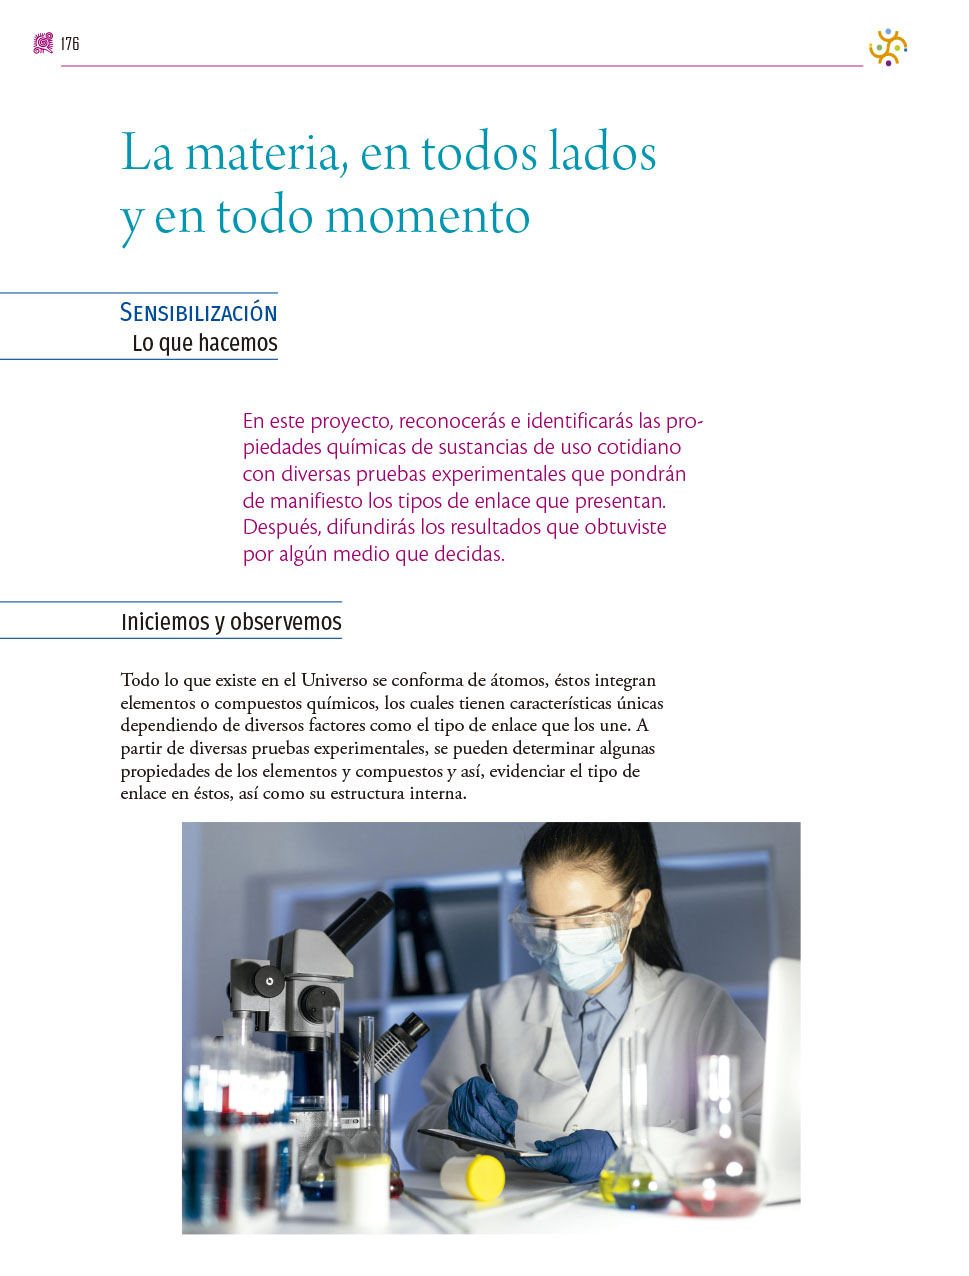 176
La materia, en todos lados
y en todo momento
SENSIBILIZACIÓN
Lo que hacemos
En este proyecto, reconocerás e identificarás las pro-
piedades químicas de sustancias de uso cotidiano
con diversas pruebas experimentales que pondrán
de manifiesto los tipos de enlace que presentan.
Después, difundirás los resultados que obtuviste
por algún medio que decidas.
Iniciemos y observemos
Todo lo que existe en el Universo se conforma de átomos, éstos integran
elementos o compuestos químicos, los cuales tienen características únicas
dependiendo de diversos factores como el tipo de enlace que los une. A
partir de diversas pruebas experimentales, se pueden determinar algunas
propiedades de los elementos y compuestos y así, evidenciar el tipo de
enlace en éstos, así como su estructura interna.